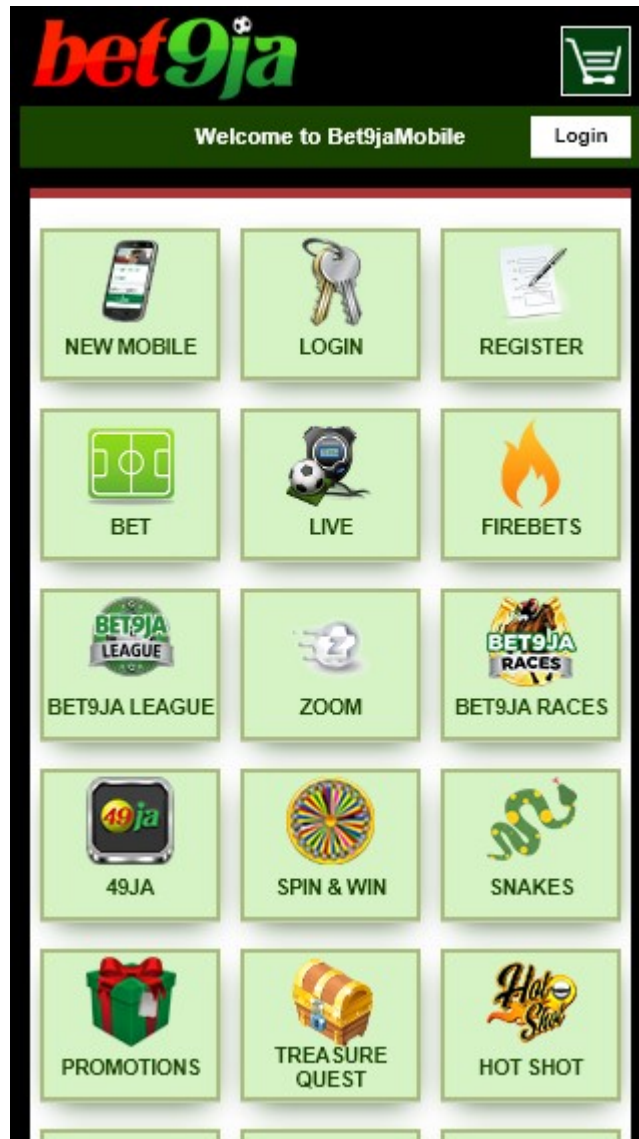 bet9ja
Welcome to Bet9jaMobile
Login
NEW MOBILE
LOGIN
REGISTER
BET
LIVE
FIREBETS
BET9JA
LEAGUE
BET9JA LEAGUE
Z
ZOOM
BET9JA
RACES
BET9JA RACES
49ja
49JA
SPIN & WIN
SNAKES
PROMOTIONS
TREASURE
QUEST
Hot
Shot
HOT SHOT